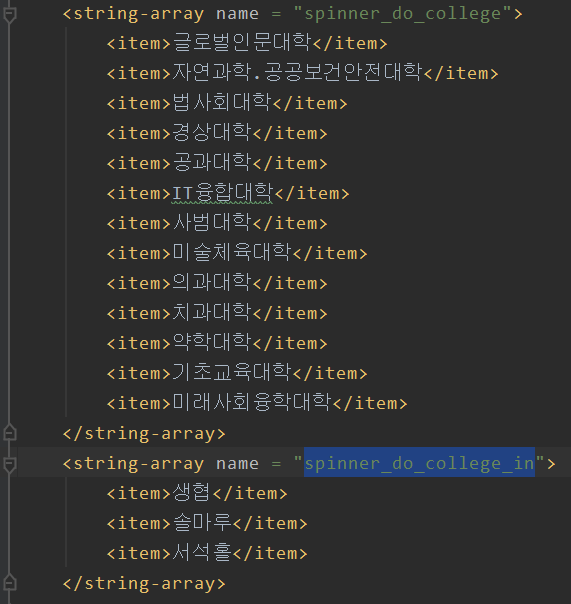 <string-array name = "spinner_do_college">
<item>글로벌인문대학</item>
<item>자연과학.공공보건안전대학</item>
<item>법사회대학</item>
<item>경상대학</item>
<item>공과대학</item>
<item>IT융합대학</item>
<item>사범대학</item>
<item>미술체육대학</item>
<item>의과대학</item>
<item>치과대학</item>
<item>약학대학</item>
<item>기초교육대학</item>
<item>미래사회융학대학</item>
</string-array>
<string-array name = "spinner_do_college_in">
<item>생협</item>
<item>솔마루</item>
<item>서석홀</item>
</string-array>